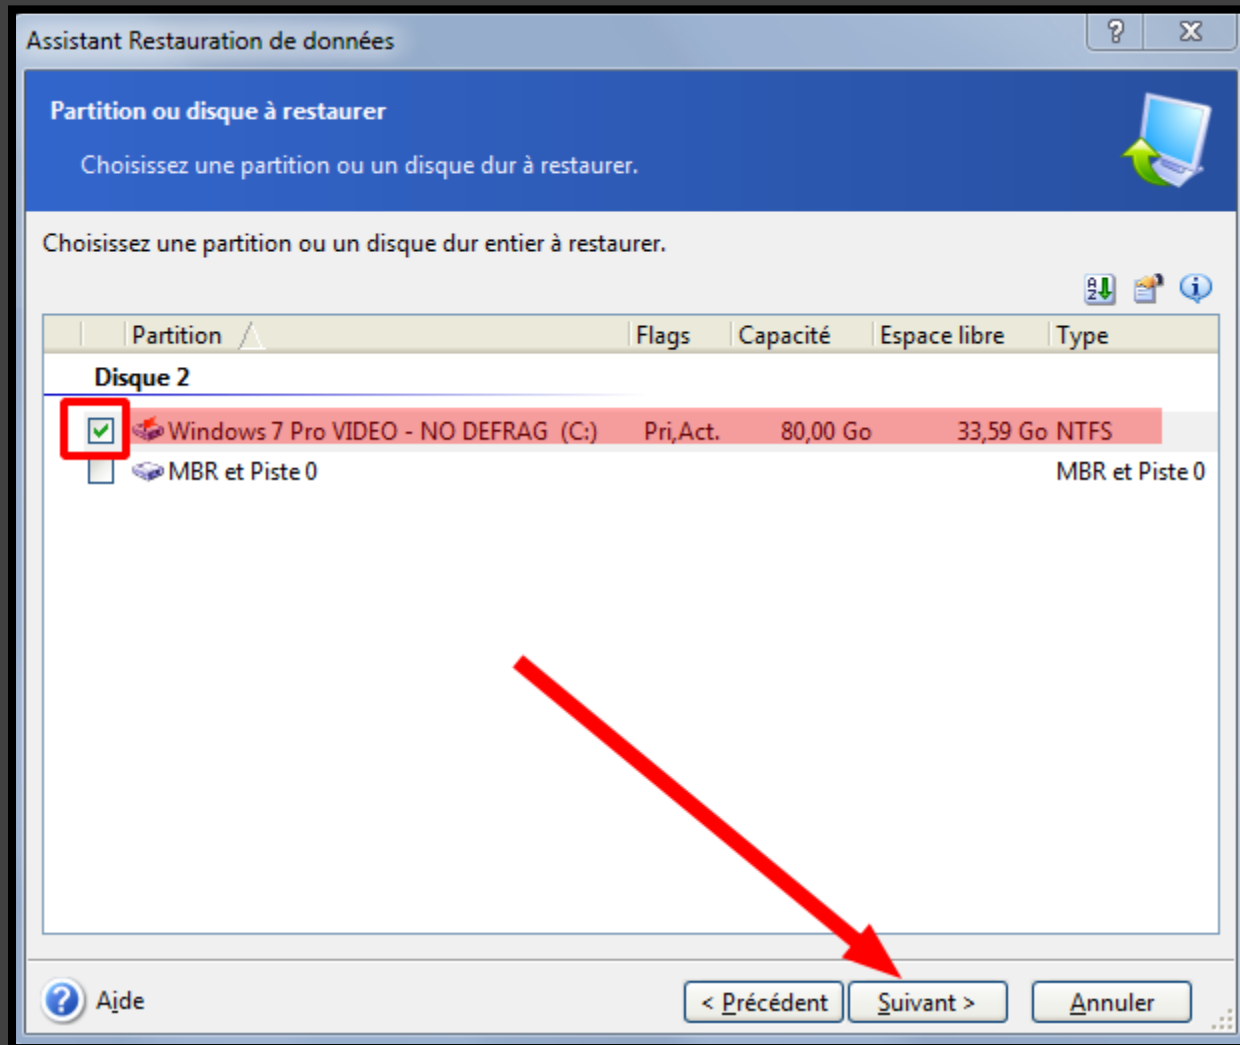 Assistant Restauration de données
Partition ou disque à restaurer
Choisissez une partition ou un disque dur à restaurer.
Choisissez une partition ou un disque dur entier à restaurer.
Partition Flags Capacité Espace libre Type
Disque 2
Windows 7 Pro VIDEO - NO DEFRAG (C:) Pri,Act. 80,00 Go 33,59 Go NTFS
MBR et Piste 0 MBR et Piste 0
Aide < Précédent Suivant > Annuler